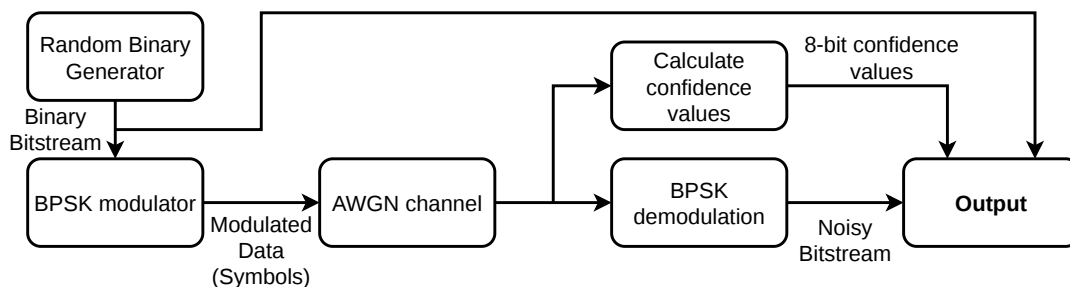 Random Binary
Generator
Binary
Bitstream
BPSK modulator
Modulated
Data
(Symbols)
AWGN channel
Calculate
confidence
values
8-bit confidence
values
BPSK
demodulation
Noisy
Bitstream
Output